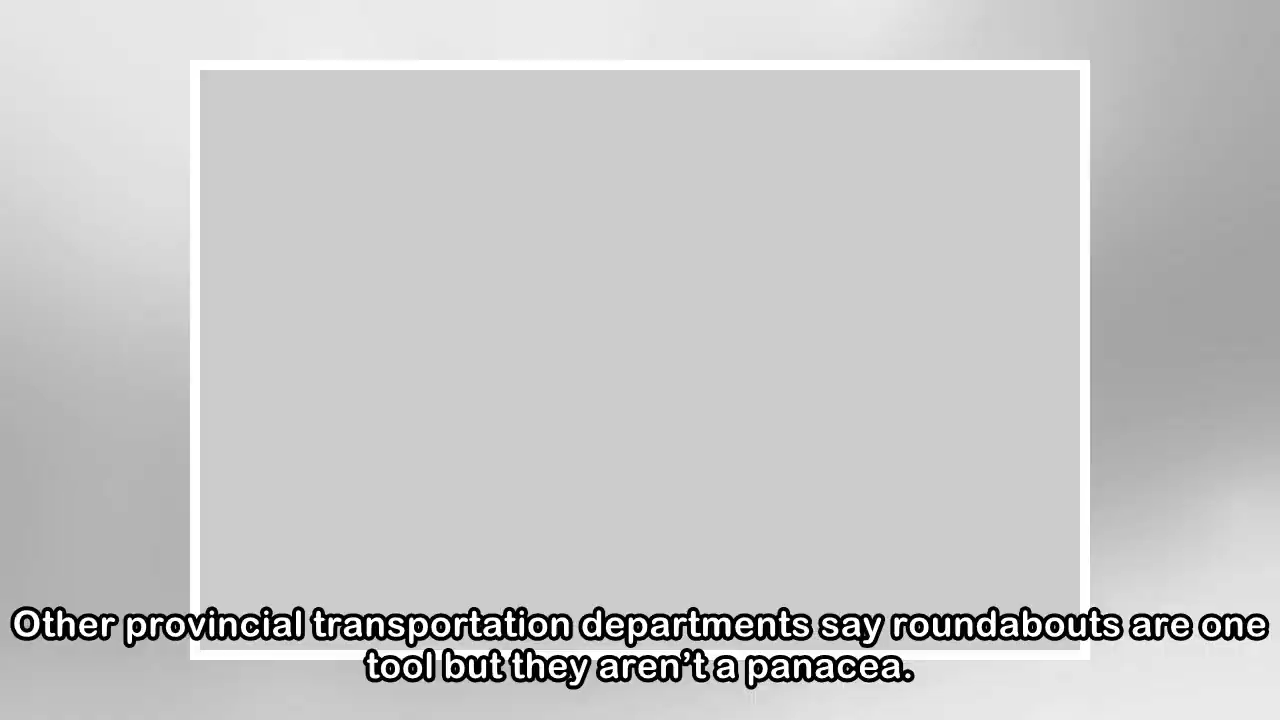 Other provincial transportation departments say roundabouts are one
tool but they aren’t a panacea.